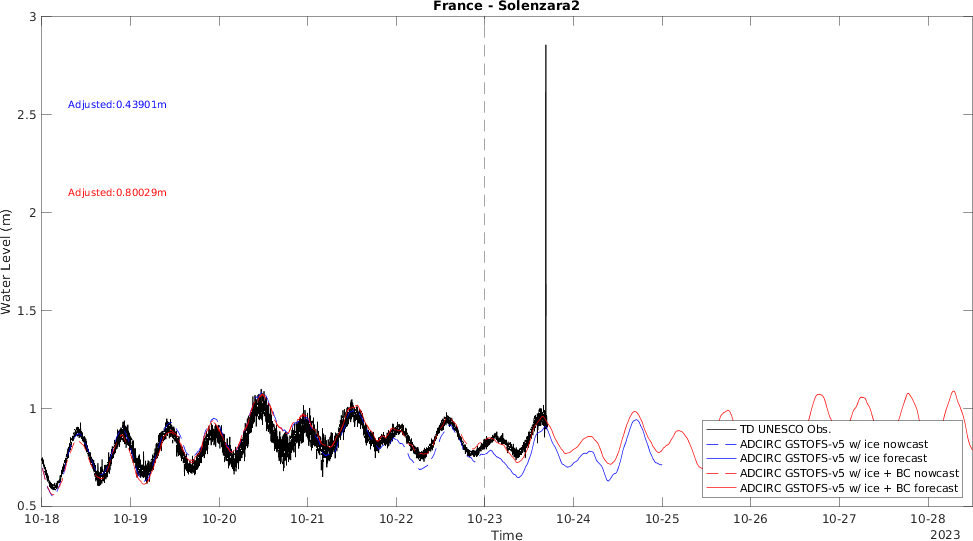 France - Solenzara2
3
2.5
2
1.5
1
0.5
Water Level (m)
Adjusted:0.43901m
Adjusted:0.80029m
TD UNESCO Obs.
ADCIRC GSTOFS-v5 w/ ice nowcast
ADCIRC GSTOFS-v5 w/ ice forecast
ADCIRC GSTOFS-v5 w/ ice + BC nowcast
ADCIRC GSTOFS-v5 w/ ice + BC forecast
10-18 10-19 10-20 10-21 10-22 10-23 10-24 10-25 10-26 10-27 10-28
Time
2023